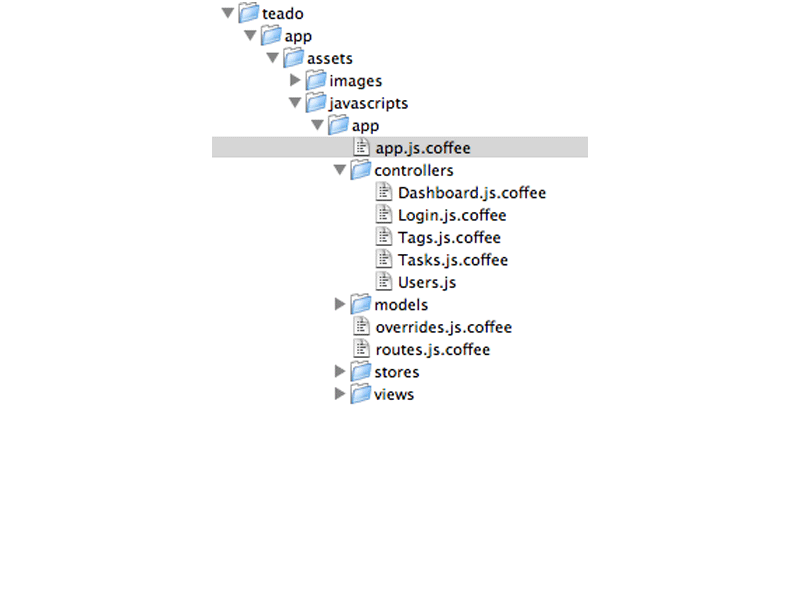 teado
app
assets
images
javascripts
app
app.js.coffee
controllers
Dashboard.js.coffee
Login.js.coffee
Tags.js.coffee
Tasks.js.coffee
Users.js
models
overrides.js.coffee
routes.js.coffee
stores
views